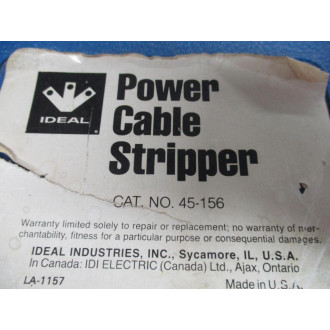 IDEAL
Power
Cable
Stripper
CAT. NO. 45-156
Warranty limited solely to repair or replacement; no warranty of mer-
chantability, fitness for a particular purpose or consequential damages.
IDEAL INDUSTRIES, INC., Sycamore, IL, U.S.A.
In Canada: IDI ELECTRIC (Canada) Ltd., Ajax, Ontario
LA-1157 Made in U.S.A.